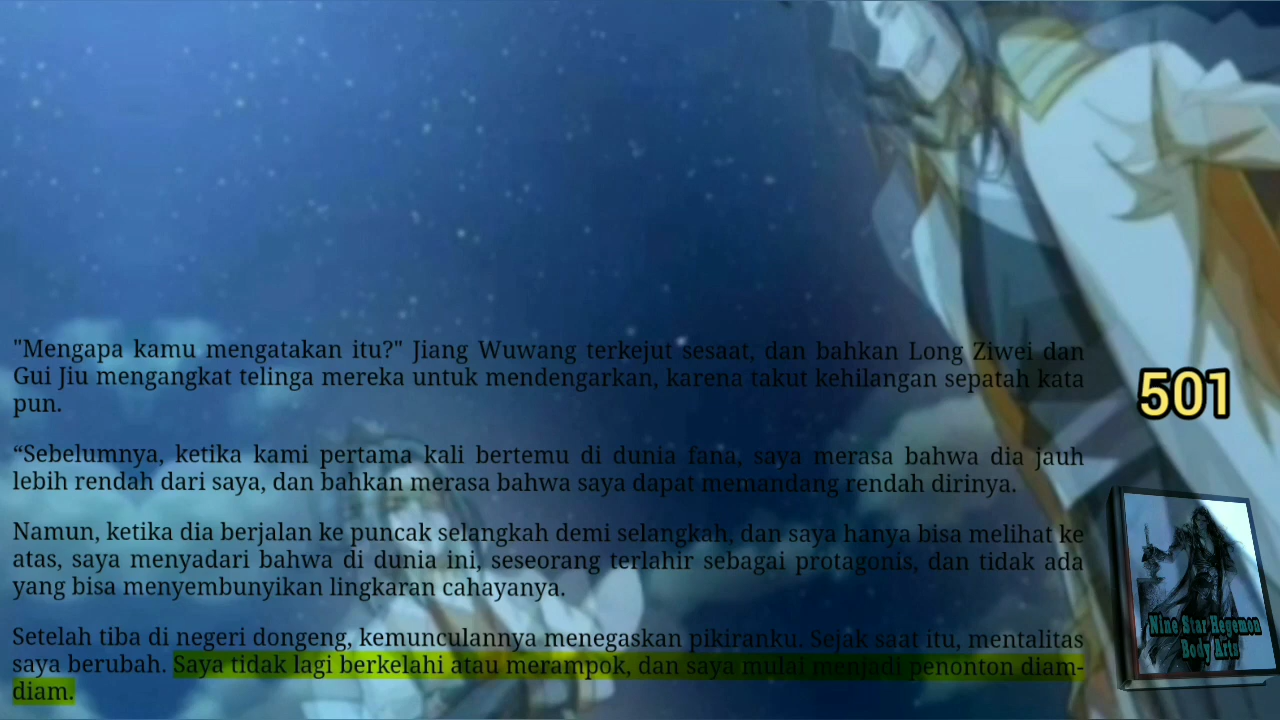 "Mengapa kamu mengatakan itu?" Jiang Wuwang terkejut sesaat, dan bahkan Long Ziwei dan
Gui Jiu mengangkat telinga mereka untuk mendengarkan, karena takut kehilangan sepatah kata
pun.
“Sebelumnya, ketika kami pertama kali bertemu di dunia fana, saya merasa bahwa dia jauh
lebih rendah dari saya, dan bahkan merasa bahwa saya dapat memandang rendah dirinya.
Namun, ketika dia berjalan ke puncak selangkah demi selangkah, dan saya hanya bisa melihat ke
atas, saya menyadari bahwa di dunia ini, seseorang terlahir sebagai protagonis, dan tidak ada
yang bisa menyembunyikan lingkaran cahayanya.
Setelah tiba di negeri dongeng, kemunculannya menegaskan pikiranku. Sejak saat itu, mentalitas
saya berubah. Saya tidak lagi berkelahi atau merampok, dan saya mulai menjadi penonton diam-
diam.
501
Nine Star Hegemon
Body Arts